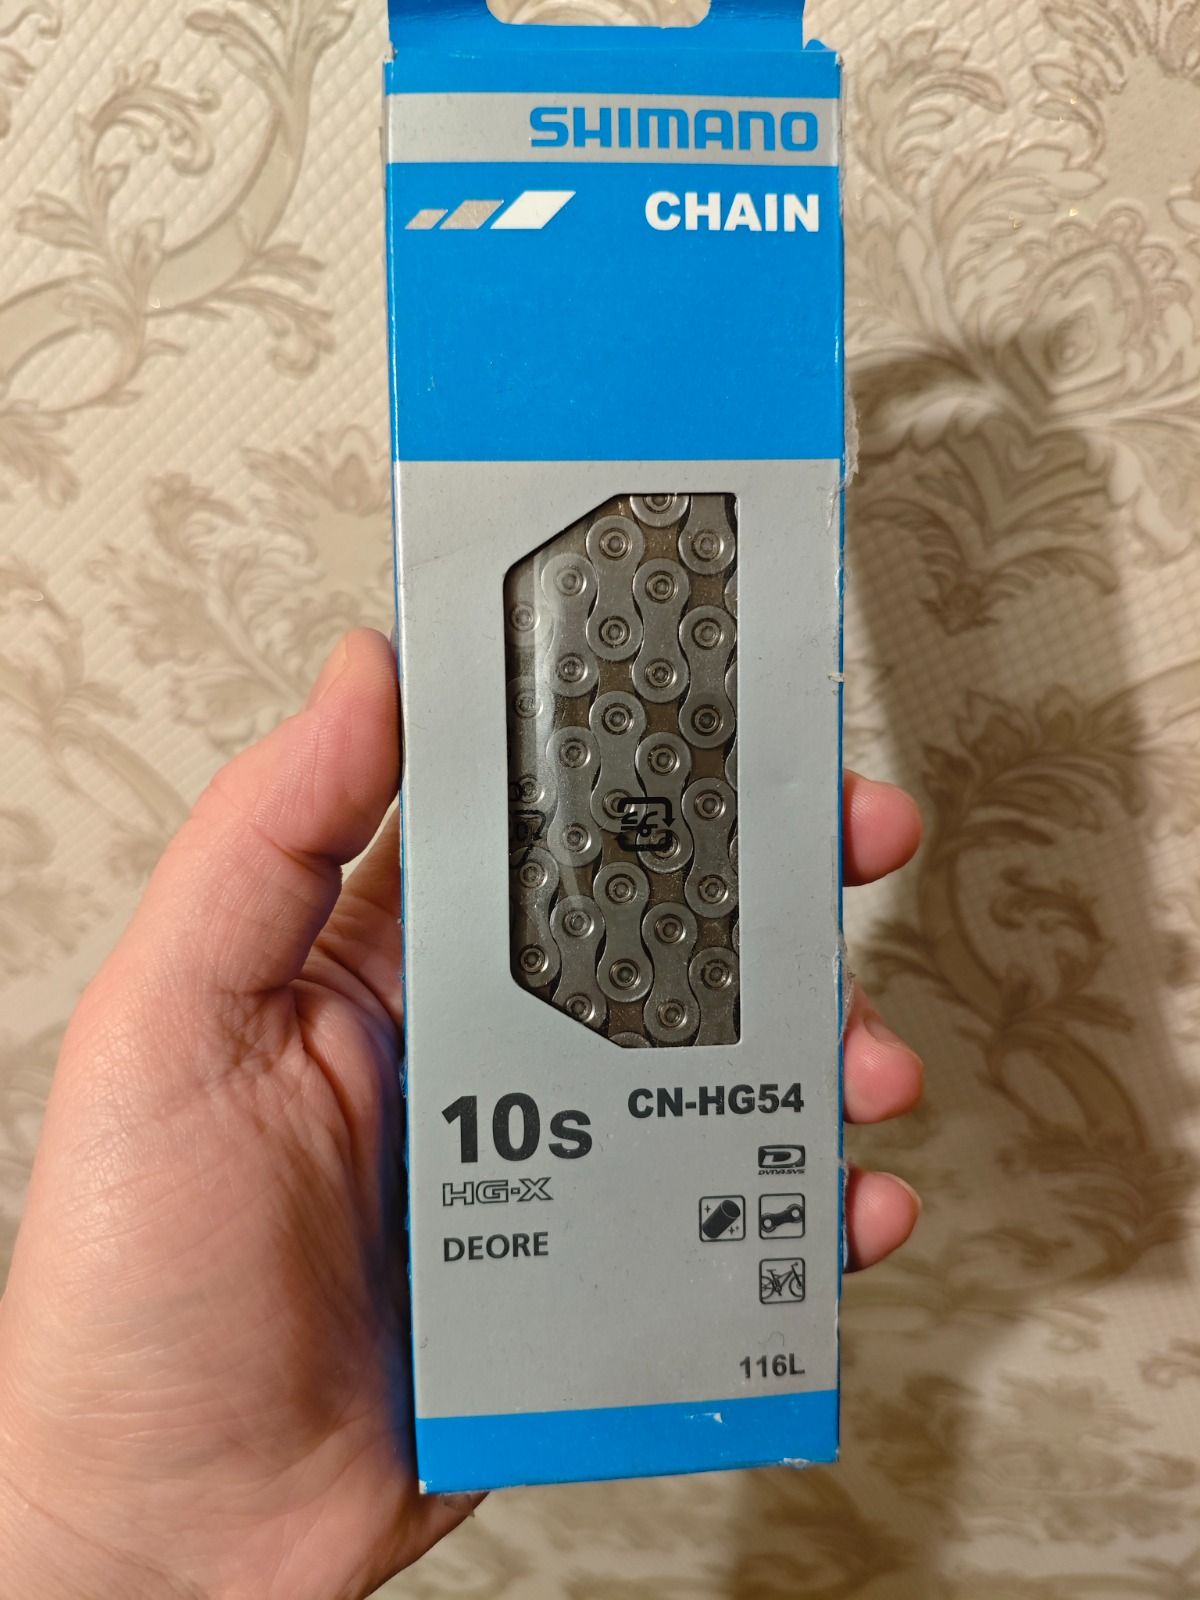 SHIMANO
CHAIN
10s
CN-HG54
HG-X
DYNA-SYS
DEORE
116L